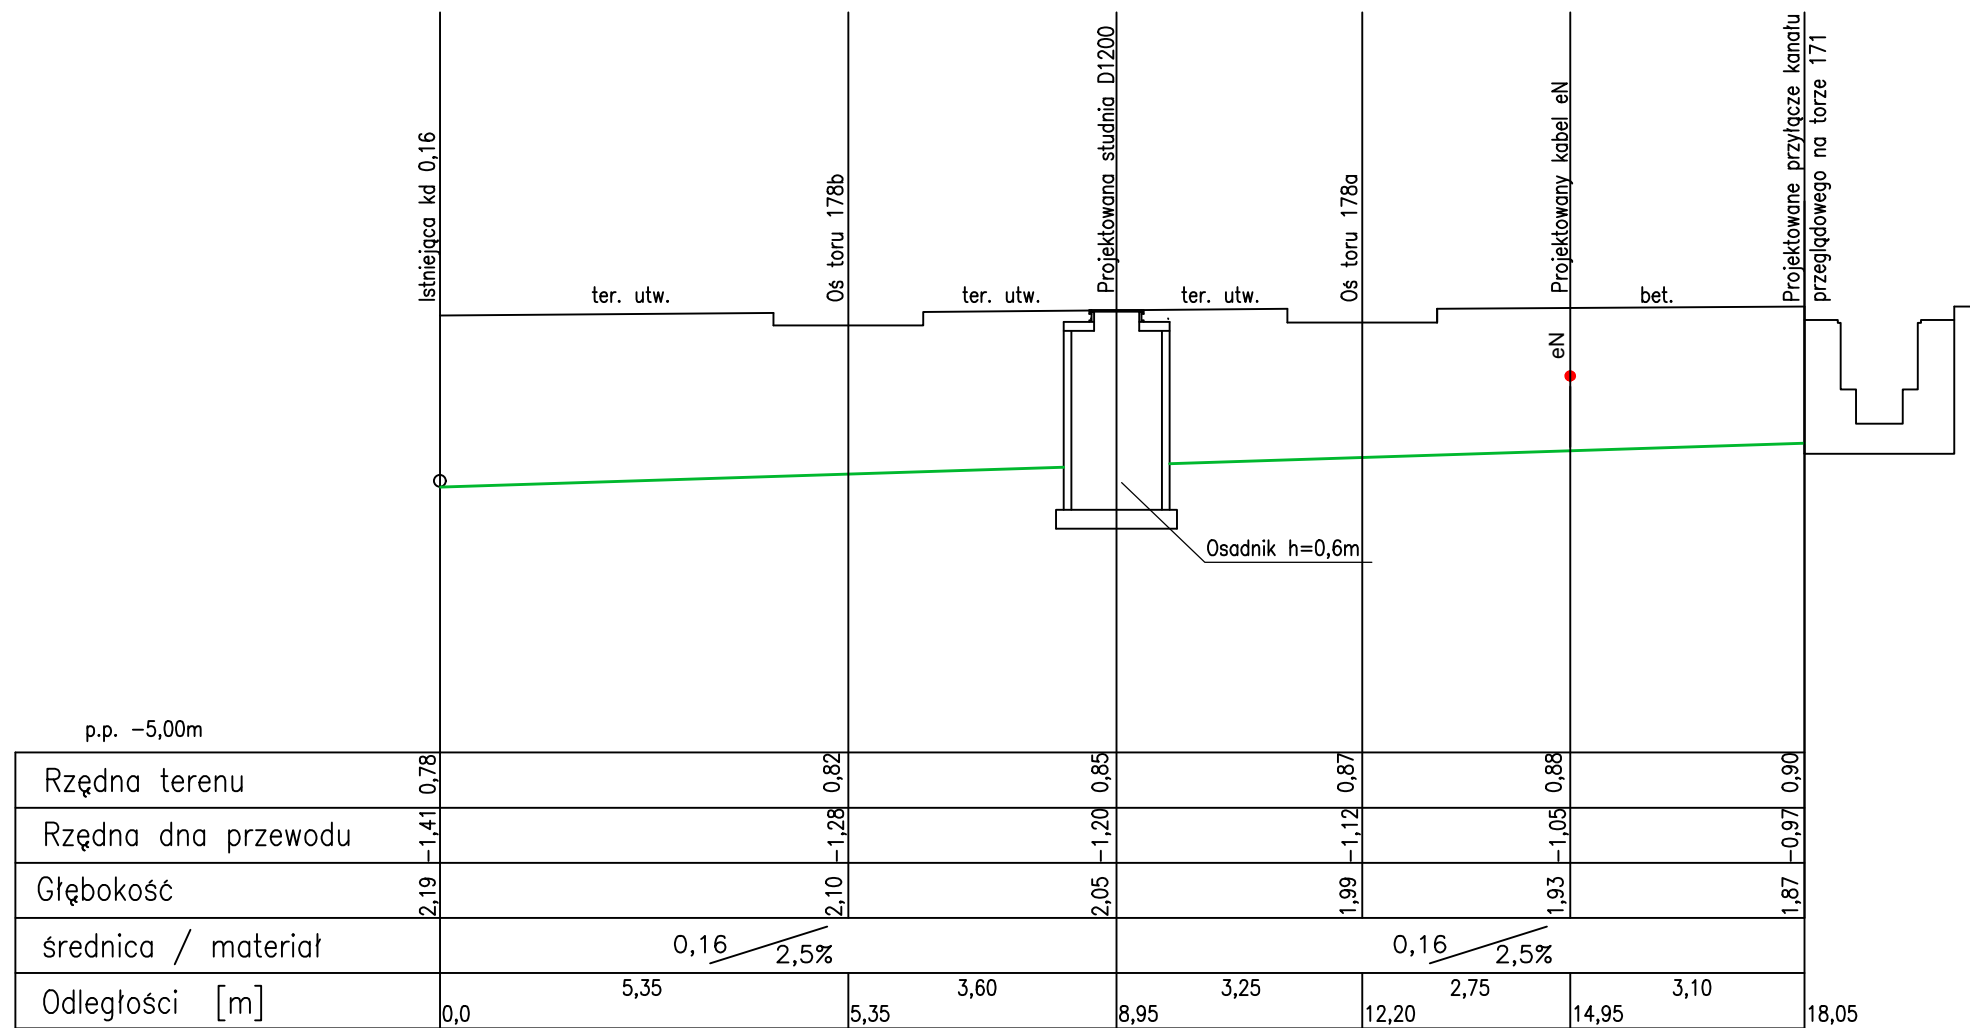 Istniejąca kd 0,16
Oś toru 178b
Projektowana studnia D1200
Oś toru 178a
Projektowany kabel eN
Projektowane przyłącze kanału
przeglądowego na torze 171
ter. utw.
ter. utw.
ter. utw.
bet.
eN
Osadnik h=0,6m
p.p. -5,00m
Rzędna terenu 0,78 0,82 0,85 0,87 0,88 0,90
Rzędna dna przewodu -1,41 -1,28 -1,20 -1,12 -1,05 -0,97
Głębokość 2,19 2,10 2,05 1,99 1,93 1,87
średnica / materiał 0,16 / 2,5% 0,16 / 2,5%
Odległości [m] 5,35 3,60 3,25 2,75 3,10
0,0 5,35 8,95 12,20 14,95 18,05